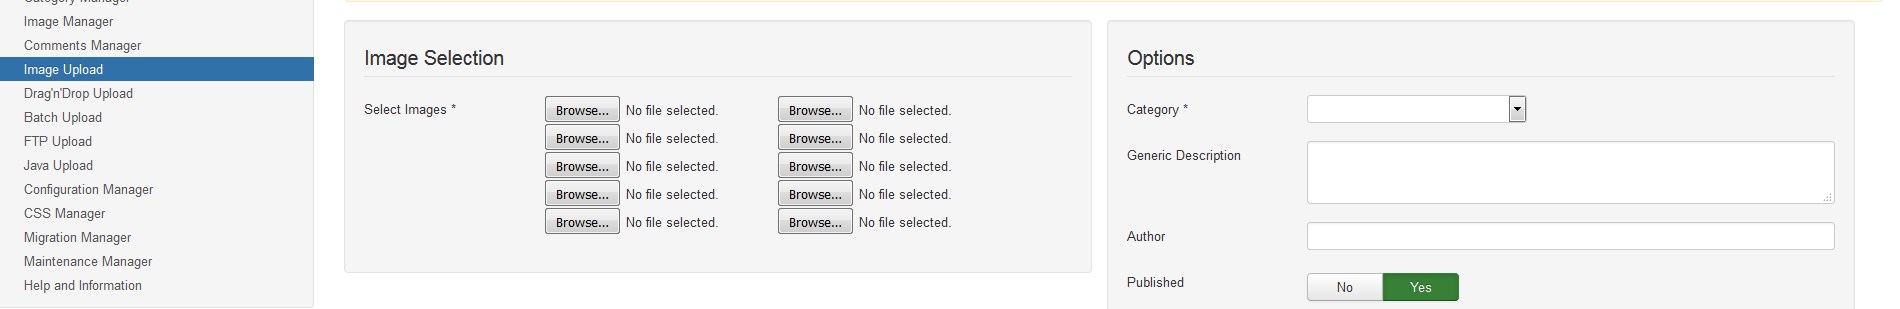 Category Manager
Image Manager
Comments Manager
Image Upload
Drag'n'Drop Upload
Batch Upload
FTP Upload
Java Upload
Configuration Manager
CSS Manager
Migration Manager
Maintenance Manager
Help and Information
Image Selection
Select Images *
Browse... No file selected. Browse... No file selected.
Browse... No file selected. Browse... No file selected.
Browse... No file selected. Browse... No file selected.
Browse... No file selected. Browse... No file selected.
Browse... No file selected. Browse... No file selected.
Options
Category *
Generic Description
Author
Published
No Yes